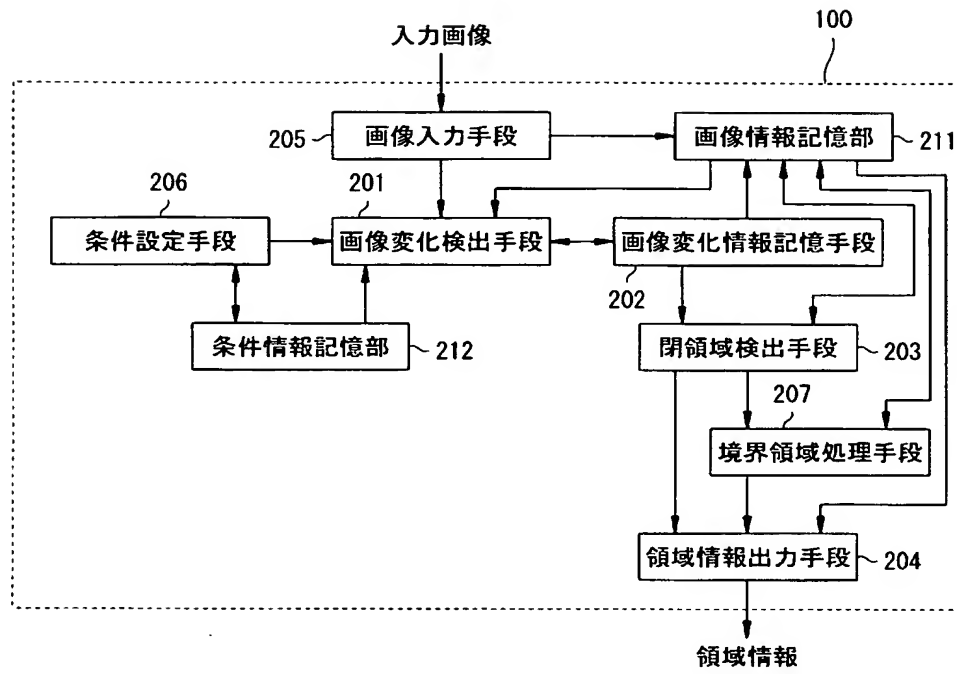 100
入力画像
205
画像入力手段
画像情報記憶部
211
206
201
条件設定手段
画像変化検出手段
画像変化情報記憶手段
202
条件情報記憶部
212
閉領域検出手段
203
207
境界領域処理手段
領域情報出力手段
204
領域情報